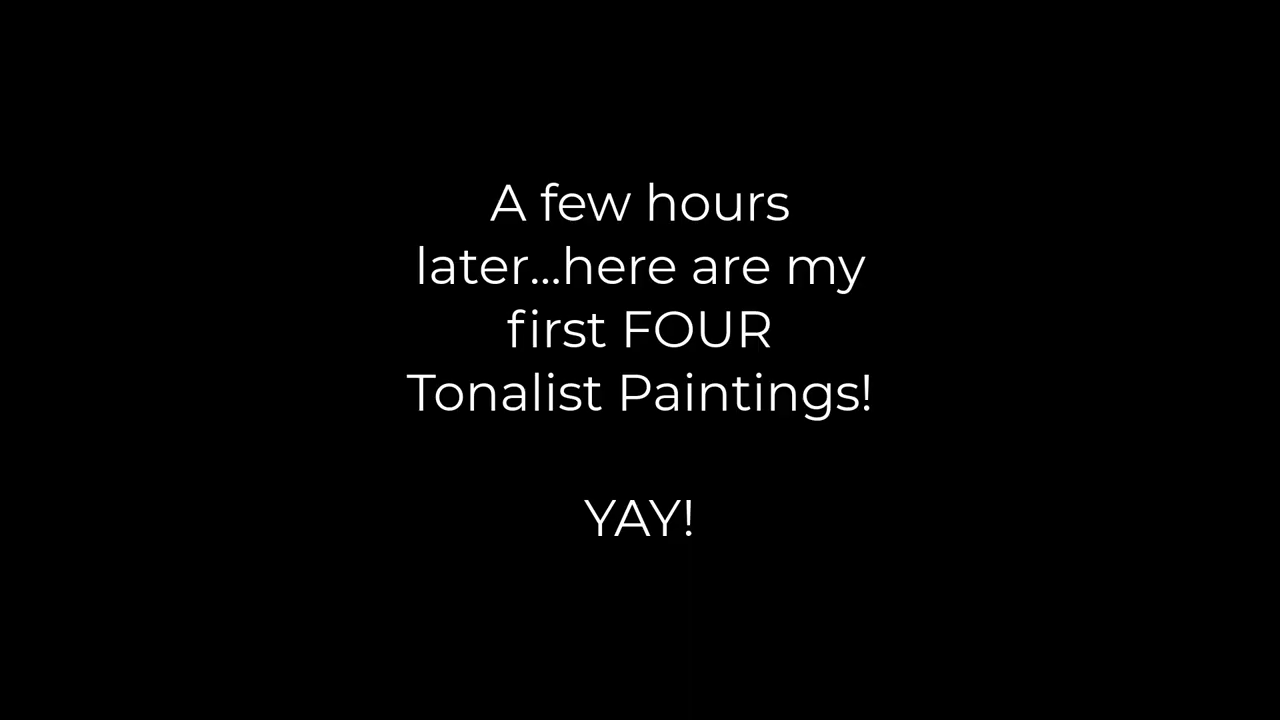 A few hours
later...here are my
first FOUR
Tonalist Paintings!
YAY!